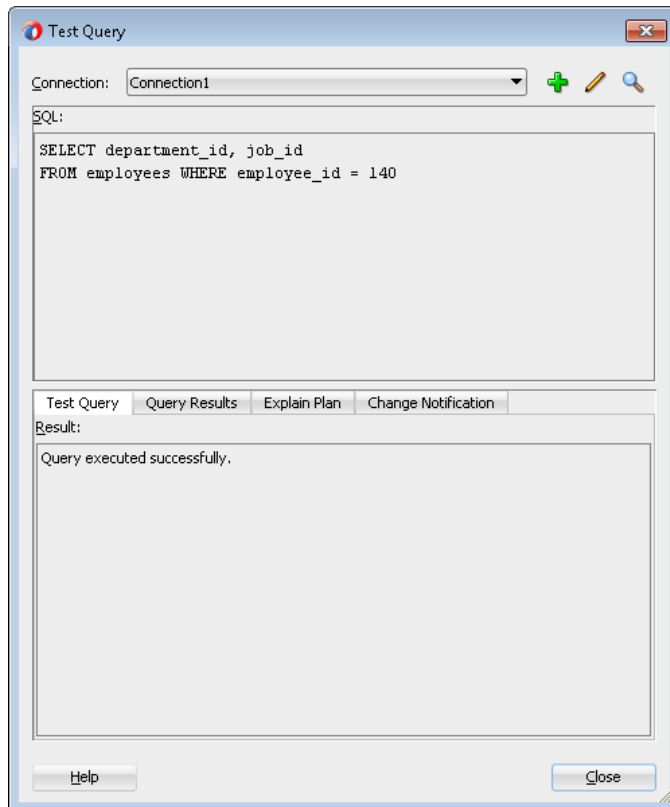 Test Query
Connection: Connection1
SQL:
SELECT department_id, job_id
FROM employees WHERE employee_id = 140
Test Query Query Results Explain Plan Change Notification
Result:
Query executed successfully.
Help Close